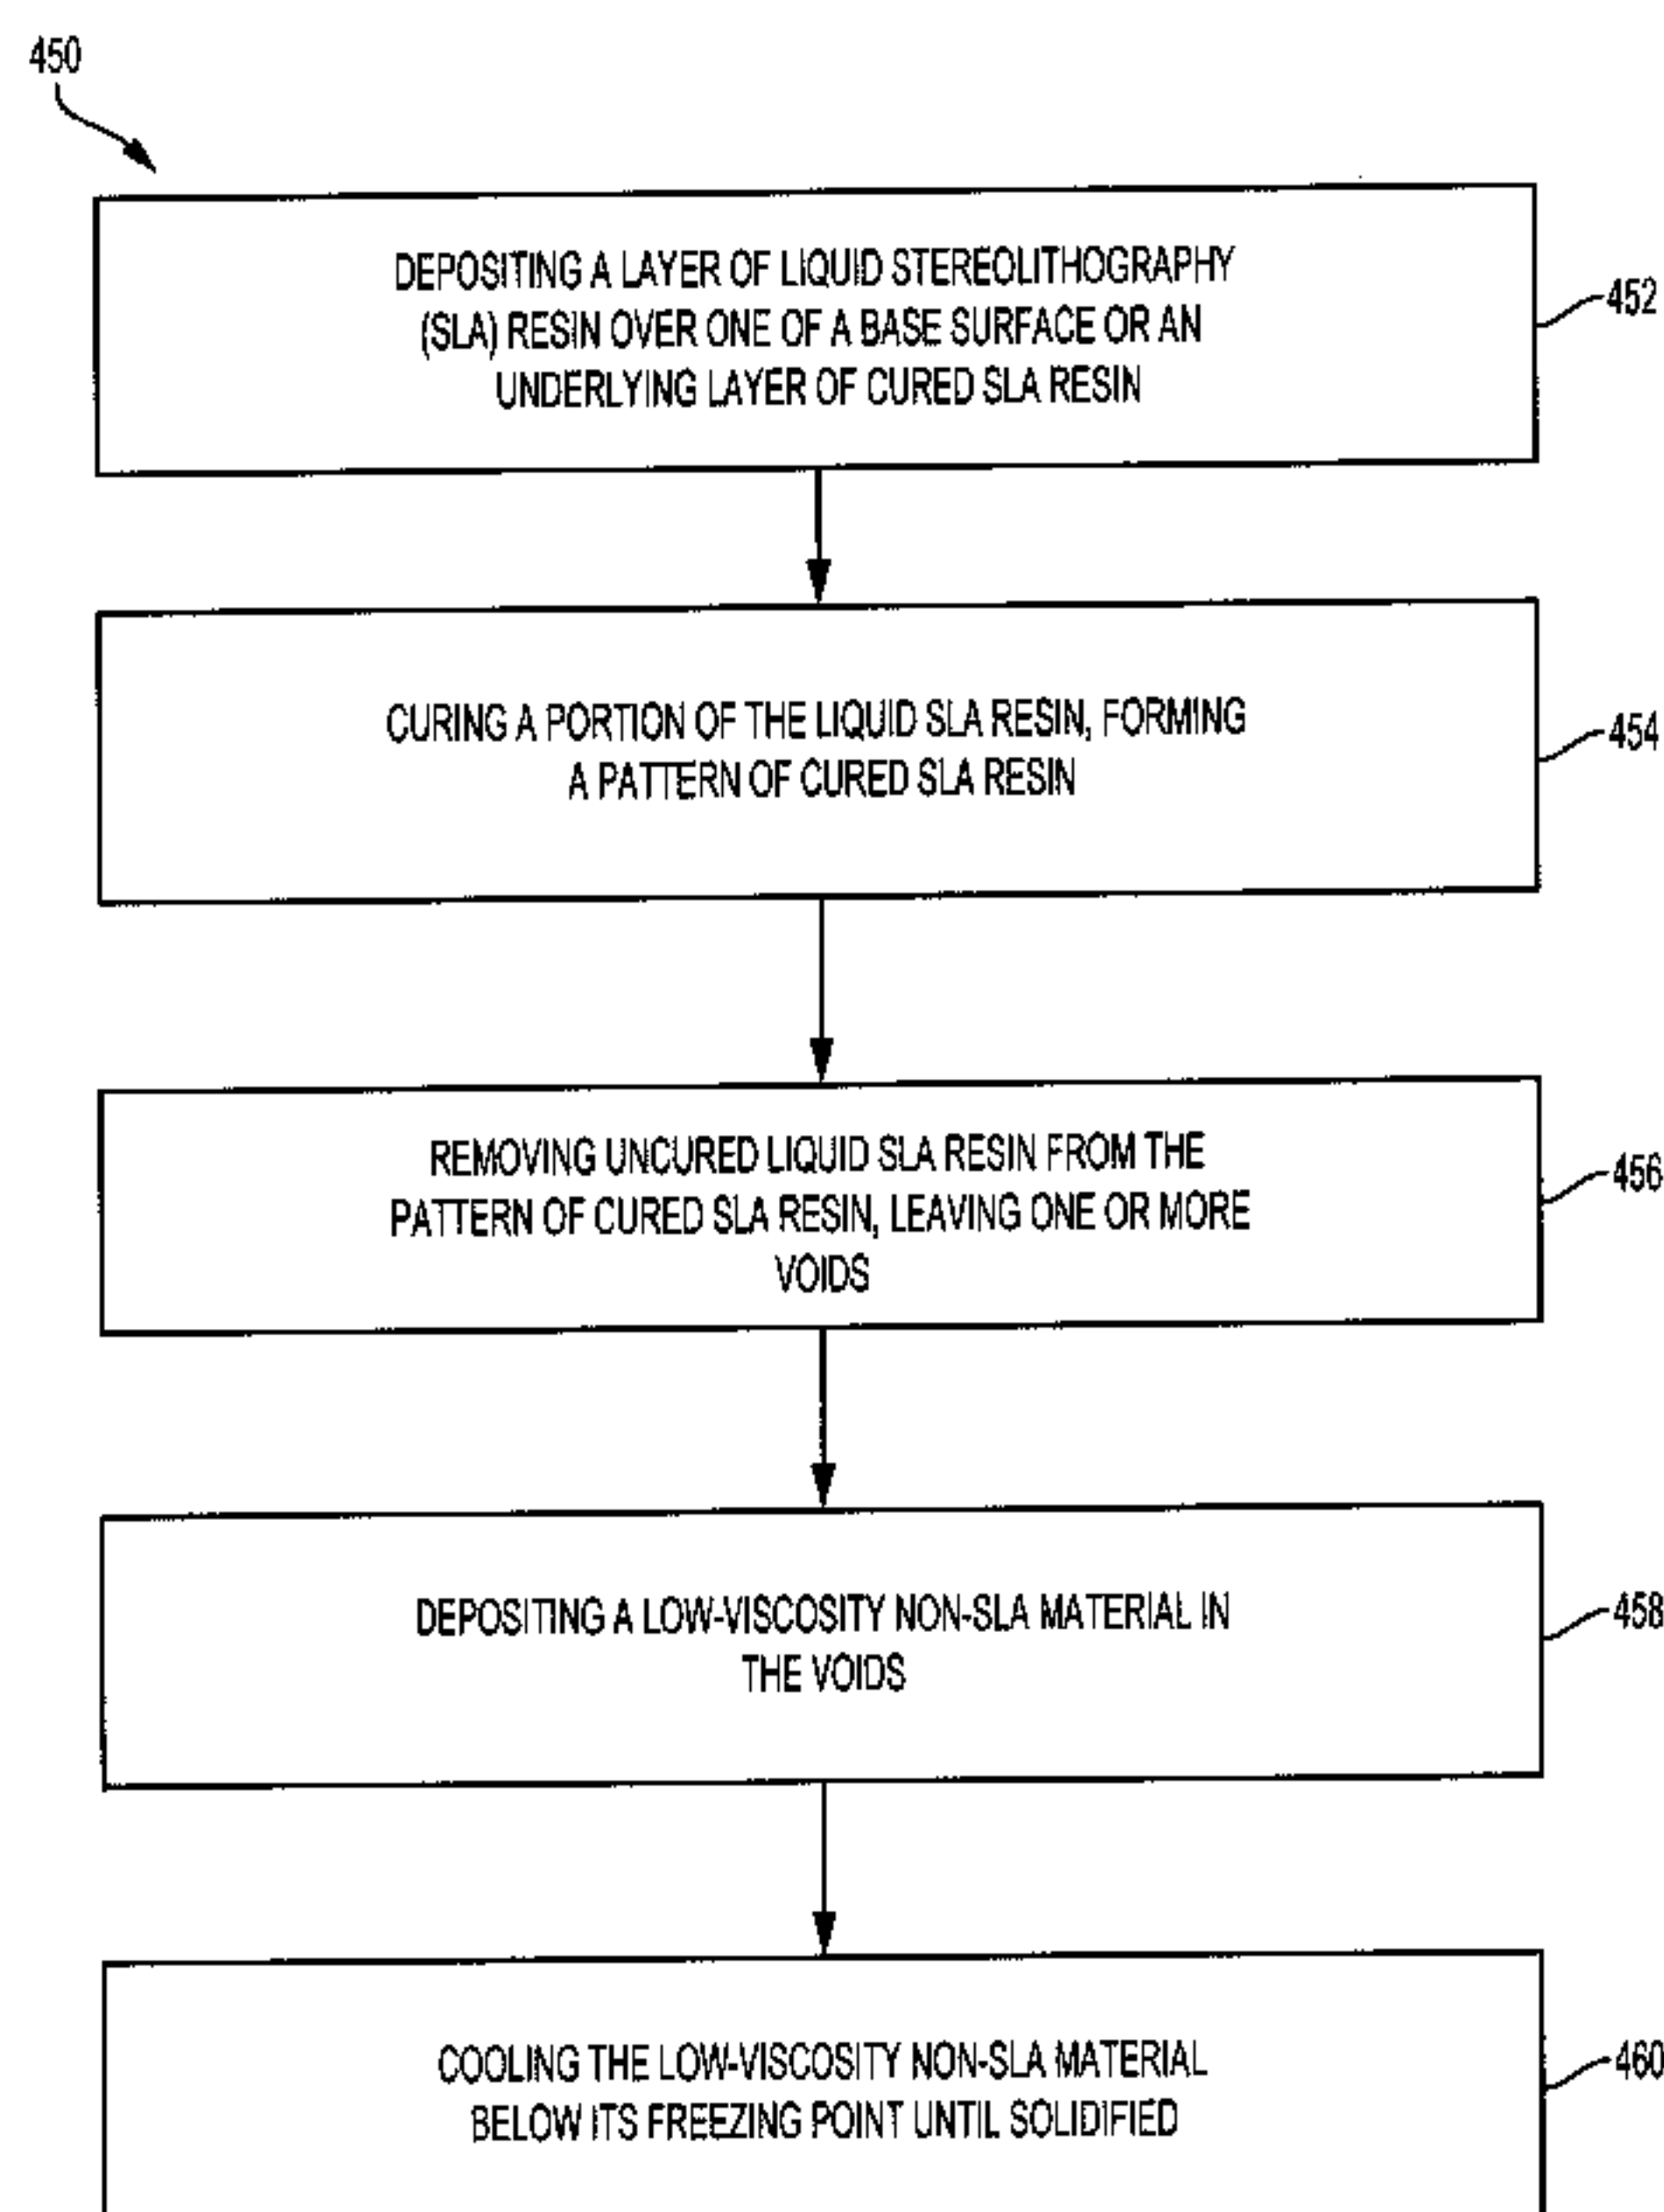 450
DEPOSITING A LAYER OF LIQUID STEREOLITHOGRAPHY
(SLA) RESIN OVER ONE OF A BASE SURFACE OR AN
UNDERLYING LAYER OF CURED SLA RESIN
452
CURING A PORTION OF THE LIQUID SLA RESIN, FORMING
A PATTERN OF CURED SLA RESIN
454
REMOVING UNCURED LIQUID SLA RESIN FROM THE
PATTERN OF CURED SLA RESIN, LEAVING ONE OR MORE
VOIDS
456
DEPOSITING A LOW-VISCOSITY NON-SLA MATERIAL IN
THE VOIDS
458
COOLING THE LOW-VISCOSITY NON-SLA MATERIAL
BELOW ITS FREEZING POINT UNTIL SOLIDIFIED
460